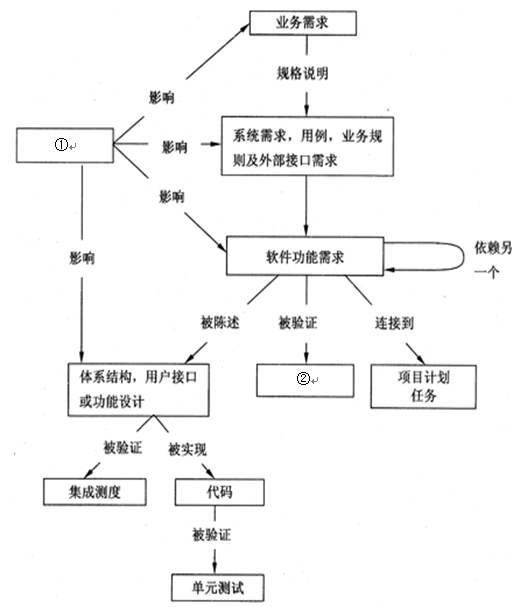 业务需求
规格说明
影响
①
影响
系统需求，用例，业务规
则及外部接口需求
影响
影响
软件功能需求
依赖另
一个
被陈述
被验证
连接到
体系结构，用户接口
或功能设计
②
项目计划
任务
被验证
被实现
集成测度
代码
被验证
单元测试